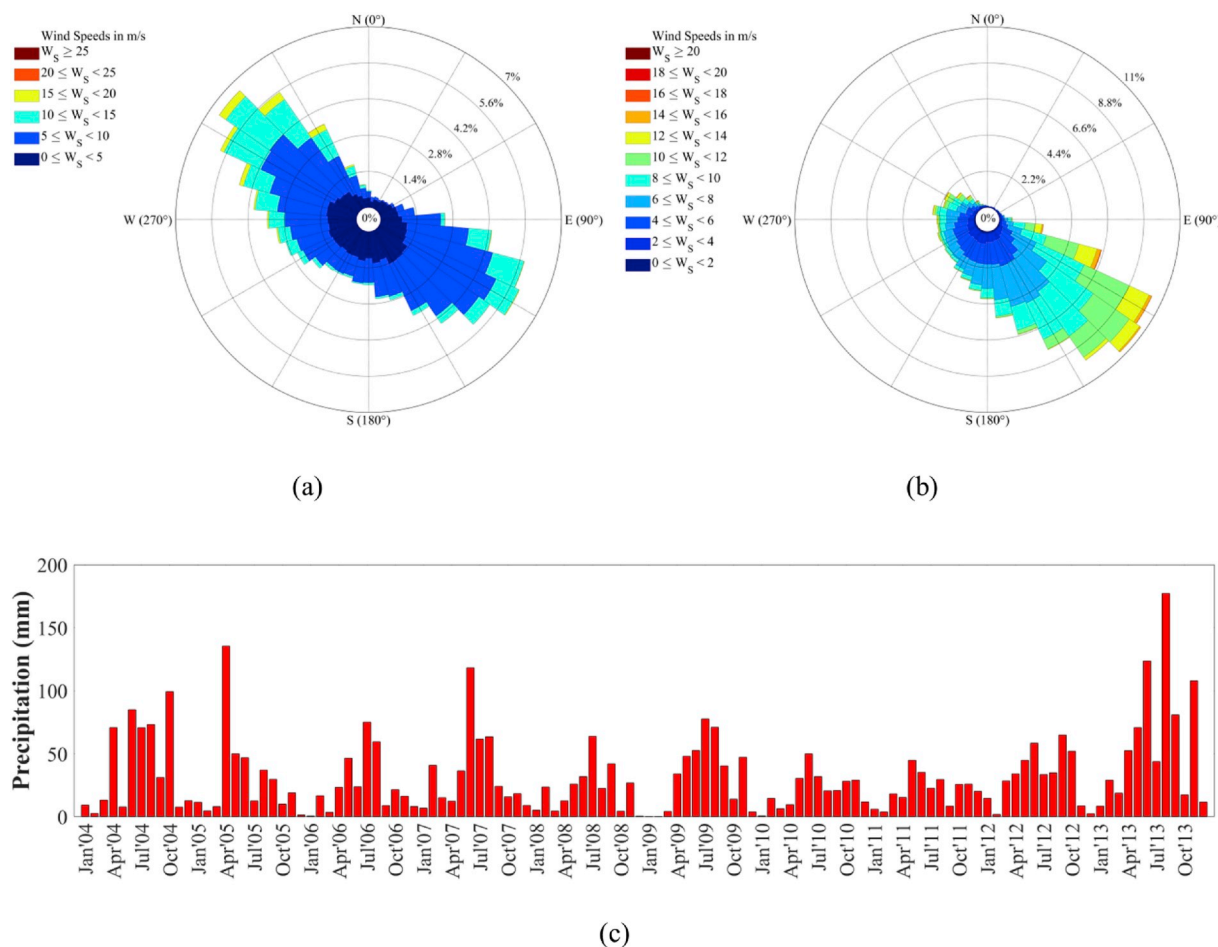 N (0°)
Wind Speeds in m/s
W_S ≥ 25
20 ≤ W_S < 25
15 ≤ W_S < 20
10 ≤ W_S < 15
5 ≤ W_S < 10
0 ≤ W_S < 5
7%
5.6%
4.2%
2.8%
1.4%
0%
W (270°)
E (90°)
S (180°)
(a)
N (0°)
Wind Speeds in m/s
W_S ≥ 20
18 ≤ W_S < 20
16 ≤ W_S < 18
14 ≤ W_S < 16
12 ≤ W_S < 14
10 ≤ W_S < 12
8 ≤ W_S < 10
6 ≤ W_S < 8
4 ≤ W_S < 6
2 ≤ W_S < 4
0 ≤ W_S < 2
11%
8.8%
6.6%
4.4%
2.2%
0%
W (270°)
E (90°)
S (180°)
(b)
Precipitation (mm)
200
150
100
50
0
Jan'04
Apr'04
Jul'04
Oct'04
Jan'05
Apr'05
Jul'05
Oct'05
Jan'06
Apr'06
Jul'06
Oct'06
Jan'07
Apr'07
Jul'07
Oct'07
Jan'08
Apr'08
Jul'08
Oct'08
Jan'09
Apr'09
Jul'09
Oct'09
Jan'10
Apr'10
Jul'10
Oct'10
Jan'11
Apr'11
Jul'11
Oct'11
Jan'12
Apr'12
Jul'12
Oct'12
Jan'13
Apr'13
Jul'13
Oct'13
(c)